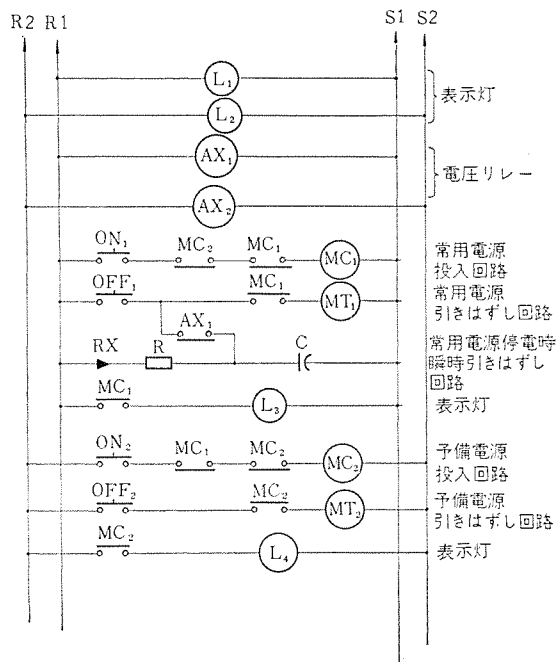 R2 R1 S1 S2
L₁
L₂
表示灯
AX₁
AX₂
電圧リレー
ON₁ MC₂ MC₁ MC₁
常用電源
投入回路
OFF₁ MC₁ MT₁
常用電源
引きはずし回路
AX₁
RX R C
常用電源停電時
瞬時引きはずし
回路
MC₁ L₃
表示灯
ON₂ MC₁ MC₂ MC₂
予備電源
投入回路
OFF₂ MC₂ MT₂
予備電源
引きはずし回路
MC₂ L₄
表示灯